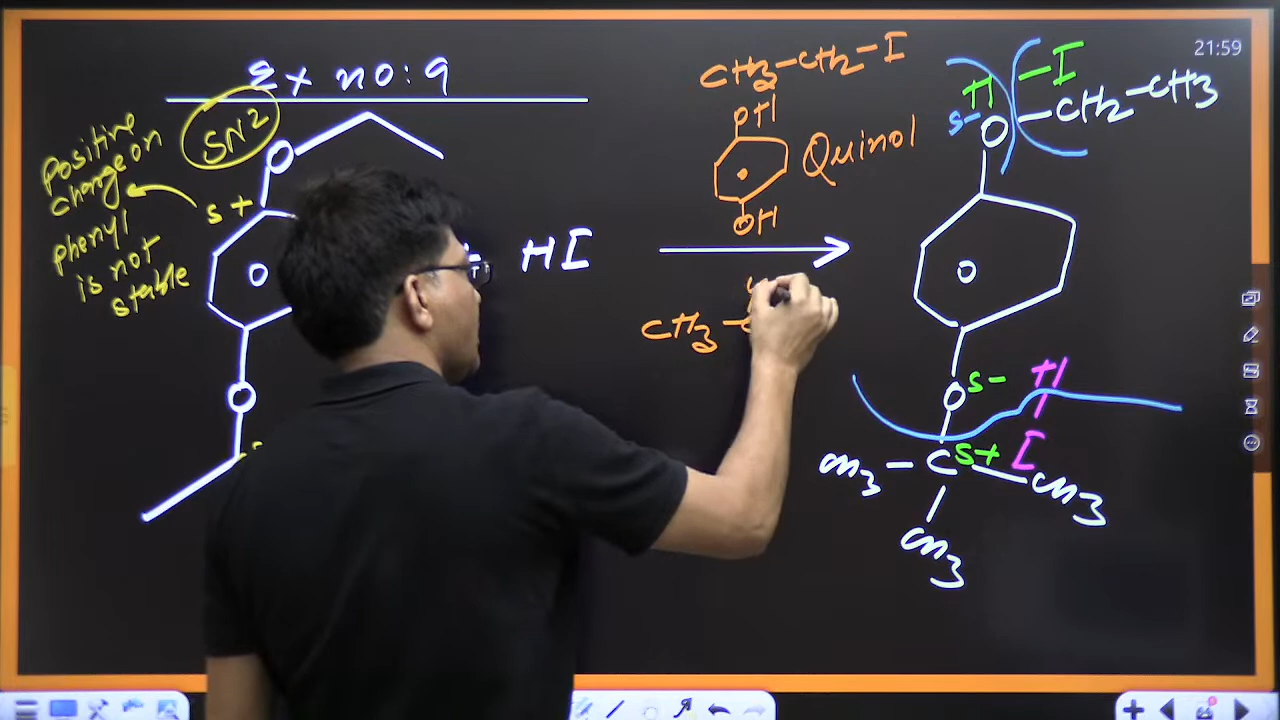 21:59
Ex no: 9
SN2
Positive
charge on
phenyl
is not
stable
O
S+
O
O
HI
CH3-CH2-I
OH
Quinol
OH
CH3-
H
-I
S-
O
-CH2-CH3
O
O
S-
H
CH3-C
S+
I
CH3
CH3